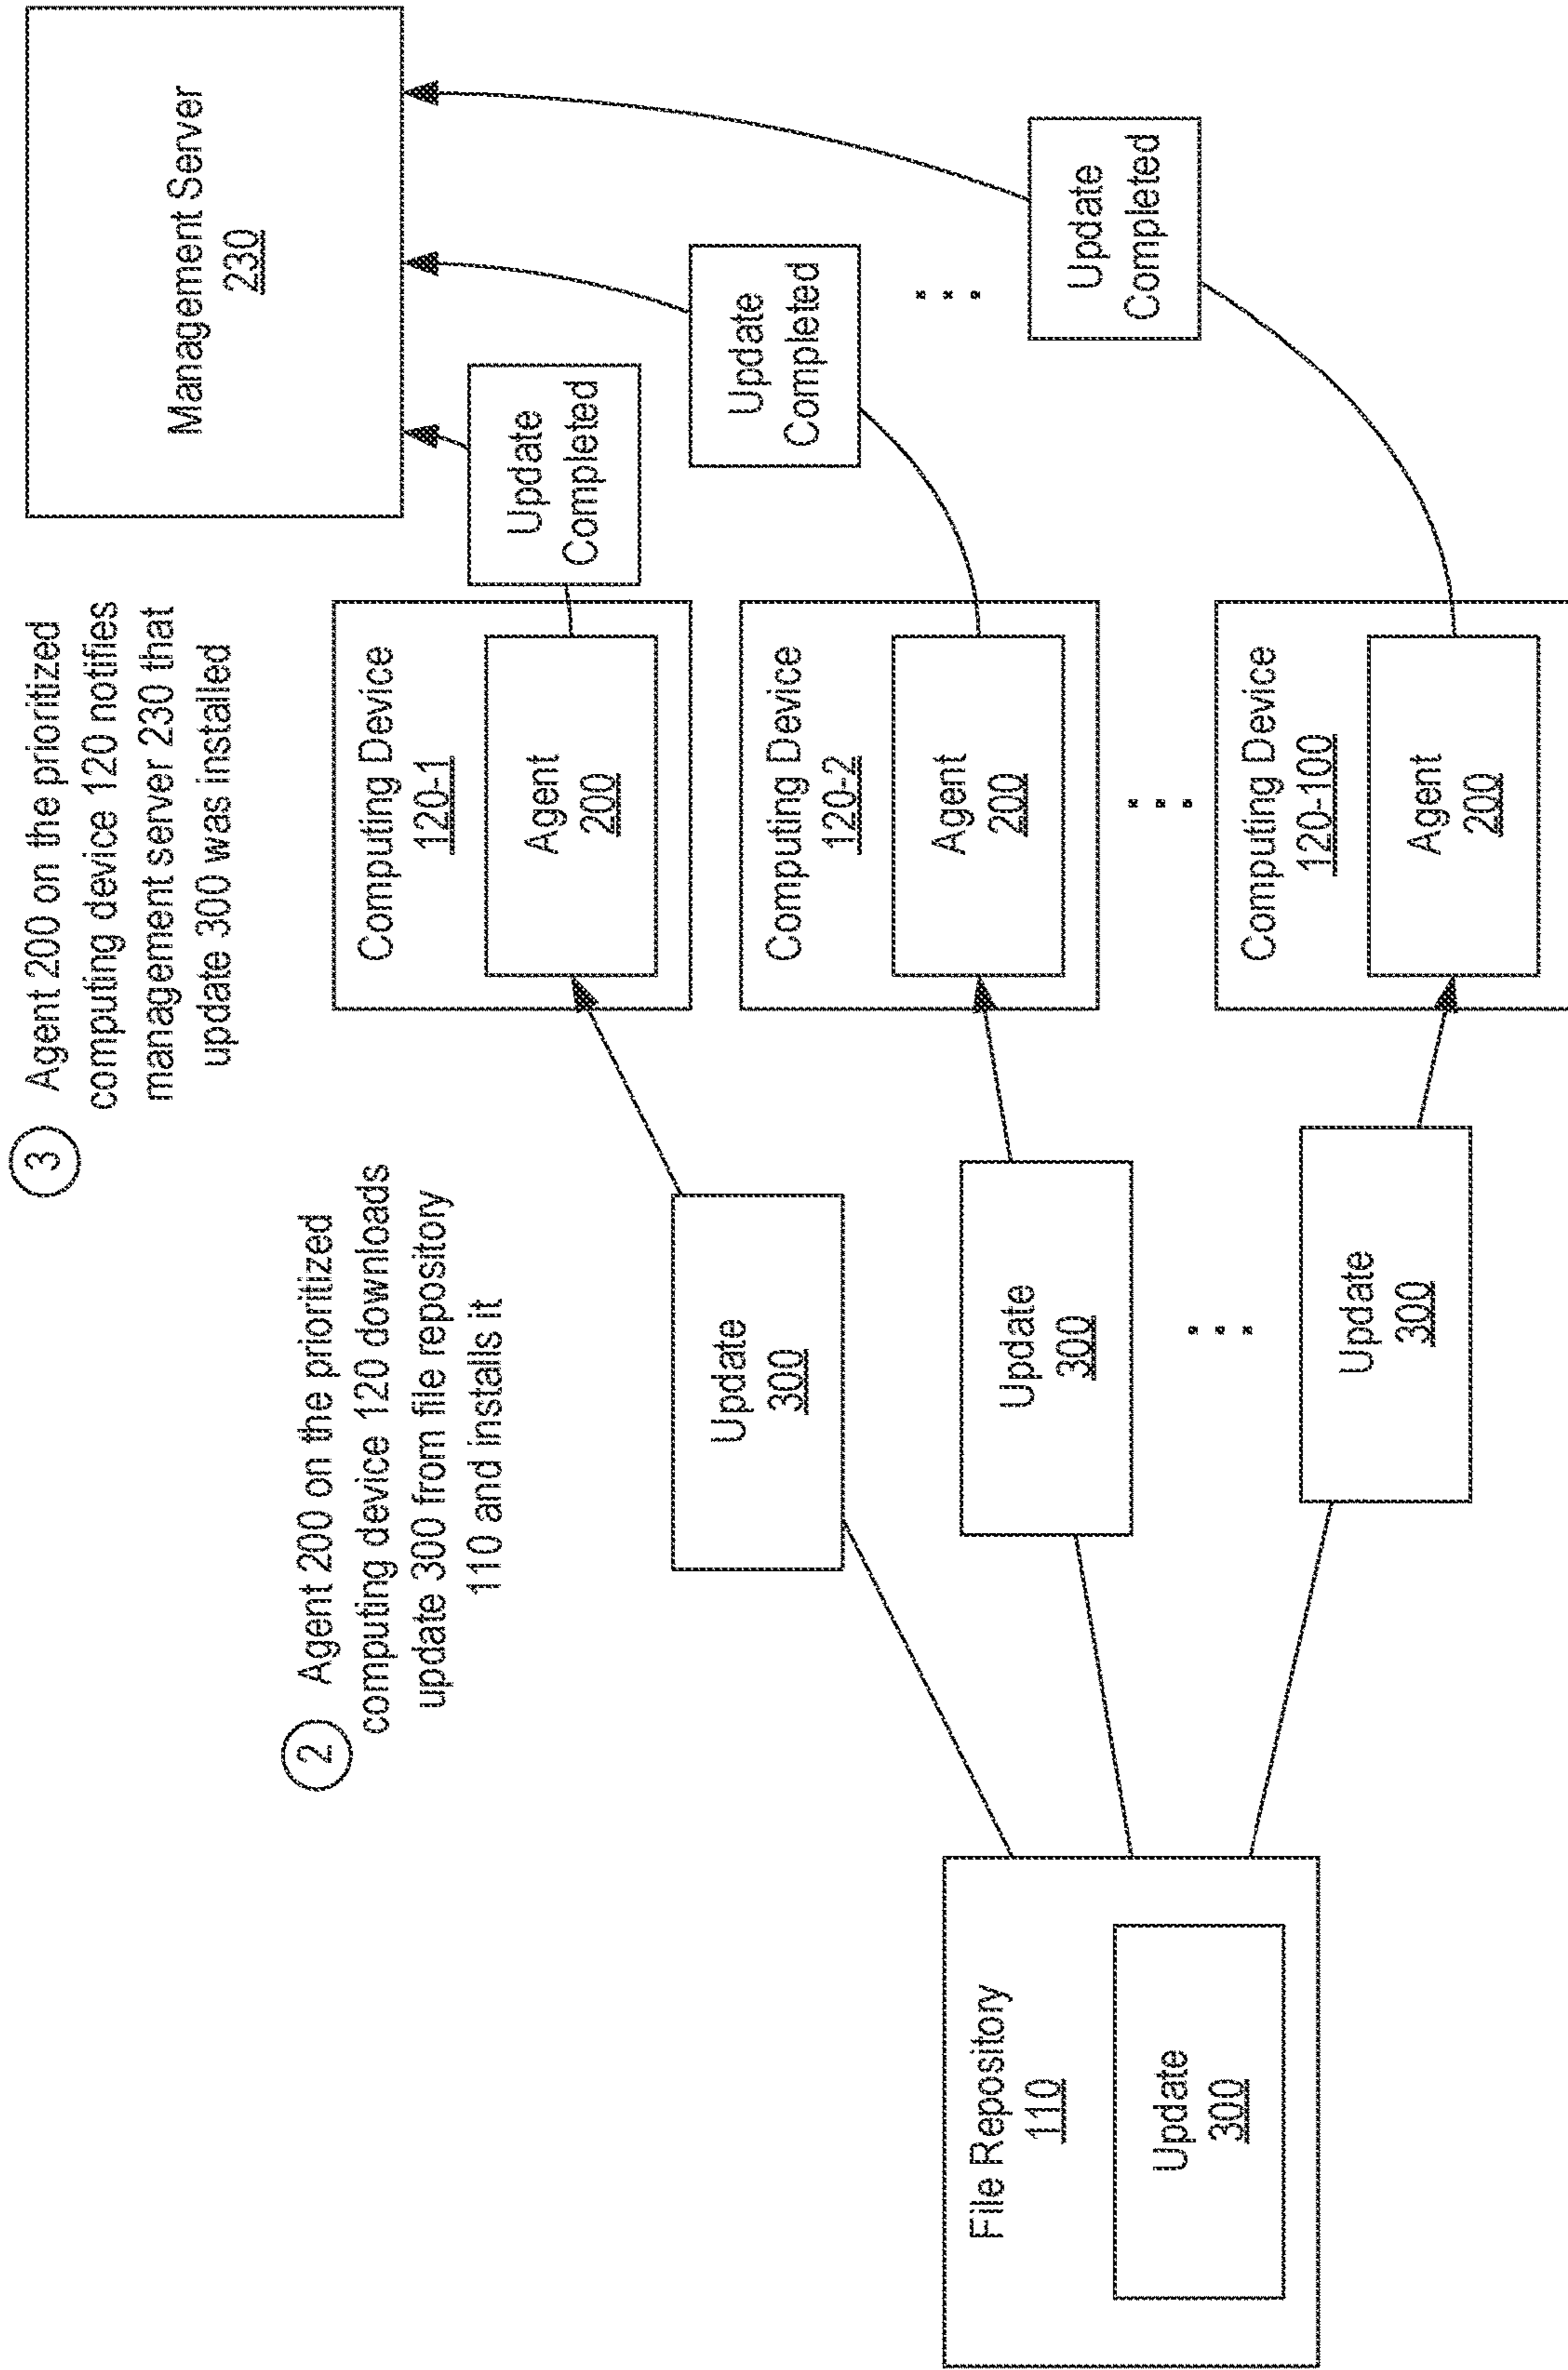 3
Agent 200 on the prioritized
computing device 120 notifies
management server 230 that
update 300 was installed
Management Server
230
2
Agent 200 on the prioritized
computing device 120 downloads
update 300 from file repository
110 and installs it
File Repository
110
Update
300
Update
300
Update
300
Update
300
Computing Device
120-1
Agent
200
Computing Device
120-2
Agent
200
Computing Device
120-100
Agent
200
Update
Completed
Update
Completed
Update
Completed